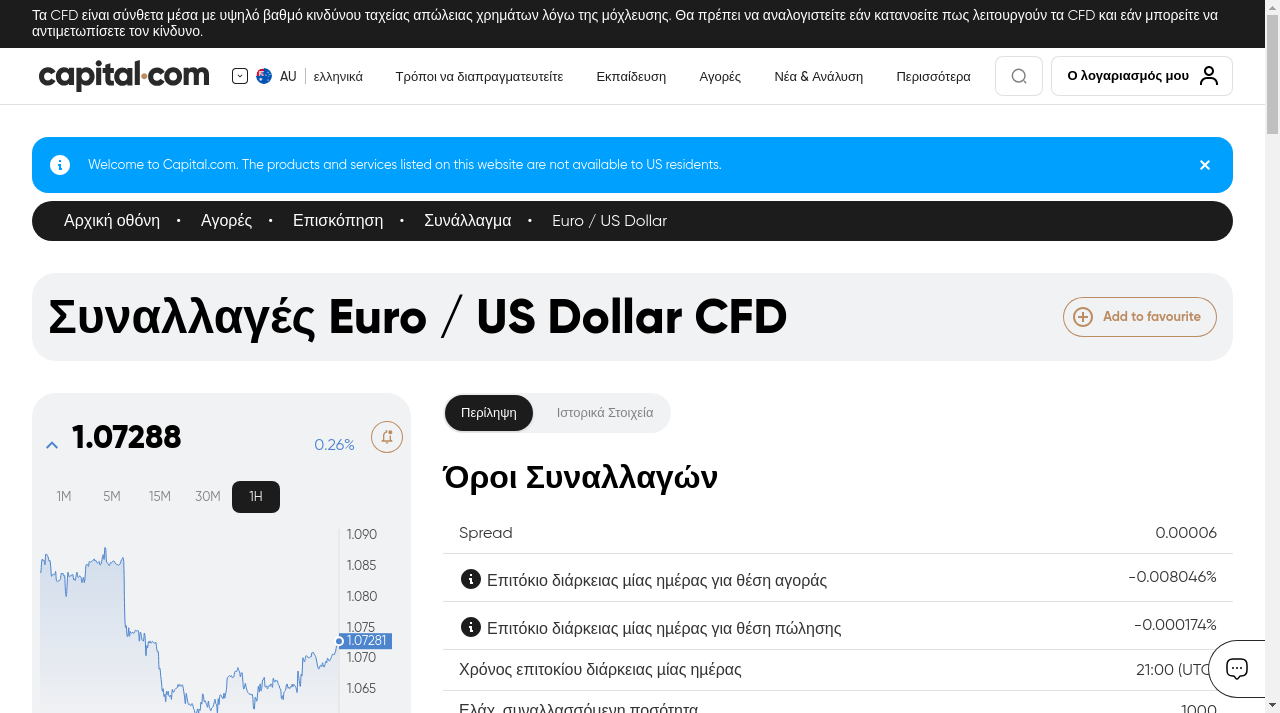 Τα CFD είναι σύνθετα μέσα με υψηλό βαθμό κινδύνου ταχείας απώλειας χρημάτων λόγω της μόχλευσης. Θα πρέπει να αναλογιστείτε εάν κατανοείτε πως λειτουργούν τα CFD και εάν μπορείτε να
αντιμετωπίσετε τον κίνδυνο.
capital.com
AU
ελληνικά
Τρόποι να διαπραγματευτείτε
Εκπαίδευση
Αγορές
Νέα & Ανάλυση
Περισσότερα
Ο λογαριασμός μου
Welcome to Capital.com. The products and services listed on this website are not available to US residents.
Αρχική οθόνη • Αγορές • Επισκόπηση • Συνάλλαγμα • Euro / US Dollar
Συναλλαγές Euro / US Dollar CFD
Add to favourite
1.07288
0.26%
1M 5M 15M 30M 1H
1.090
1.085
1.080
1.075
1.07281
1.070
1.065
Περίληψη
Ιστορικά Στοιχεία
Όροι Συναλλαγών
Spread 0.00006
Επιτόκιο διάρκειας μίας ημέρας για θέση αγοράς -0.008046%
Επιτόκιο διάρκειας μίας ημέρας για θέση πώλησης -0.000174%
Χρόνος επιτοκίου διάρκειας μίας ημέρας 21:00 (UTC
Ελάχ. συναλλασσόμενη ποσότητα 1000